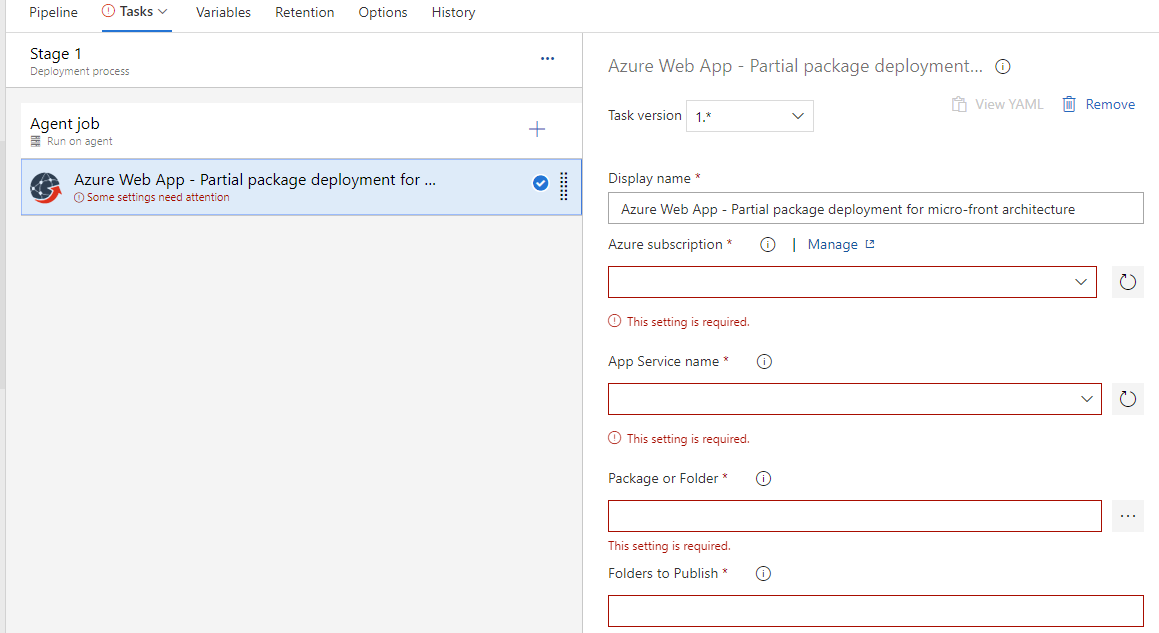 Pipeline Tasks Variables Retention Options History
Stage 1
Deployment process
Agent job
Run on agent
Azure Web App - Partial package deployment for ...
Some settings need attention
Azure Web App - Partial package deployment...
View YAML Remove
Task version 1.*
Display name *
Azure Web App - Partial package deployment for micro-front architecture
Azure subscription * | Manage
This setting is required.
App Service name *
This setting is required.
Package or Folder *
This setting is required.
Folders to Publish *